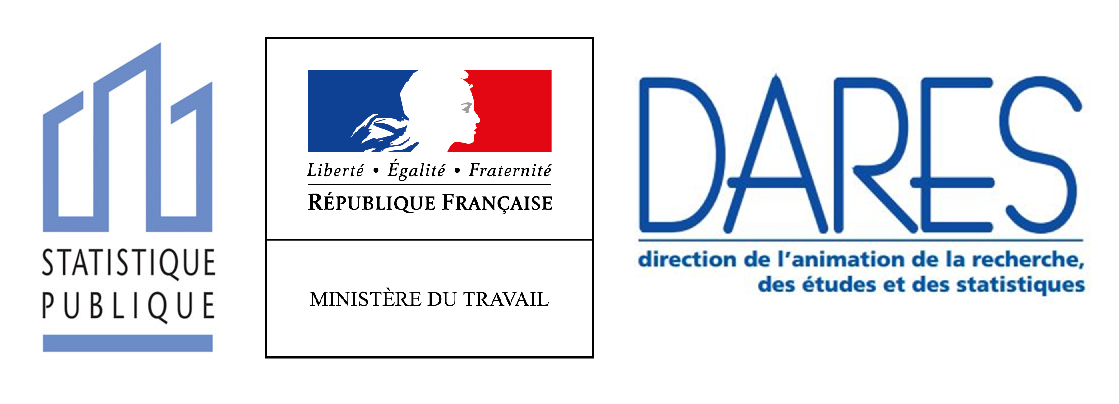 STATISTIQUE
PUBLIQUE
Liberté • Égalité • Fraternité
RÉPUBLIQUE FRANÇAISE
MINISTÈRE DU TRAVAIL
DARES
direction de l'animation de la recherche,
des études et des statistiques